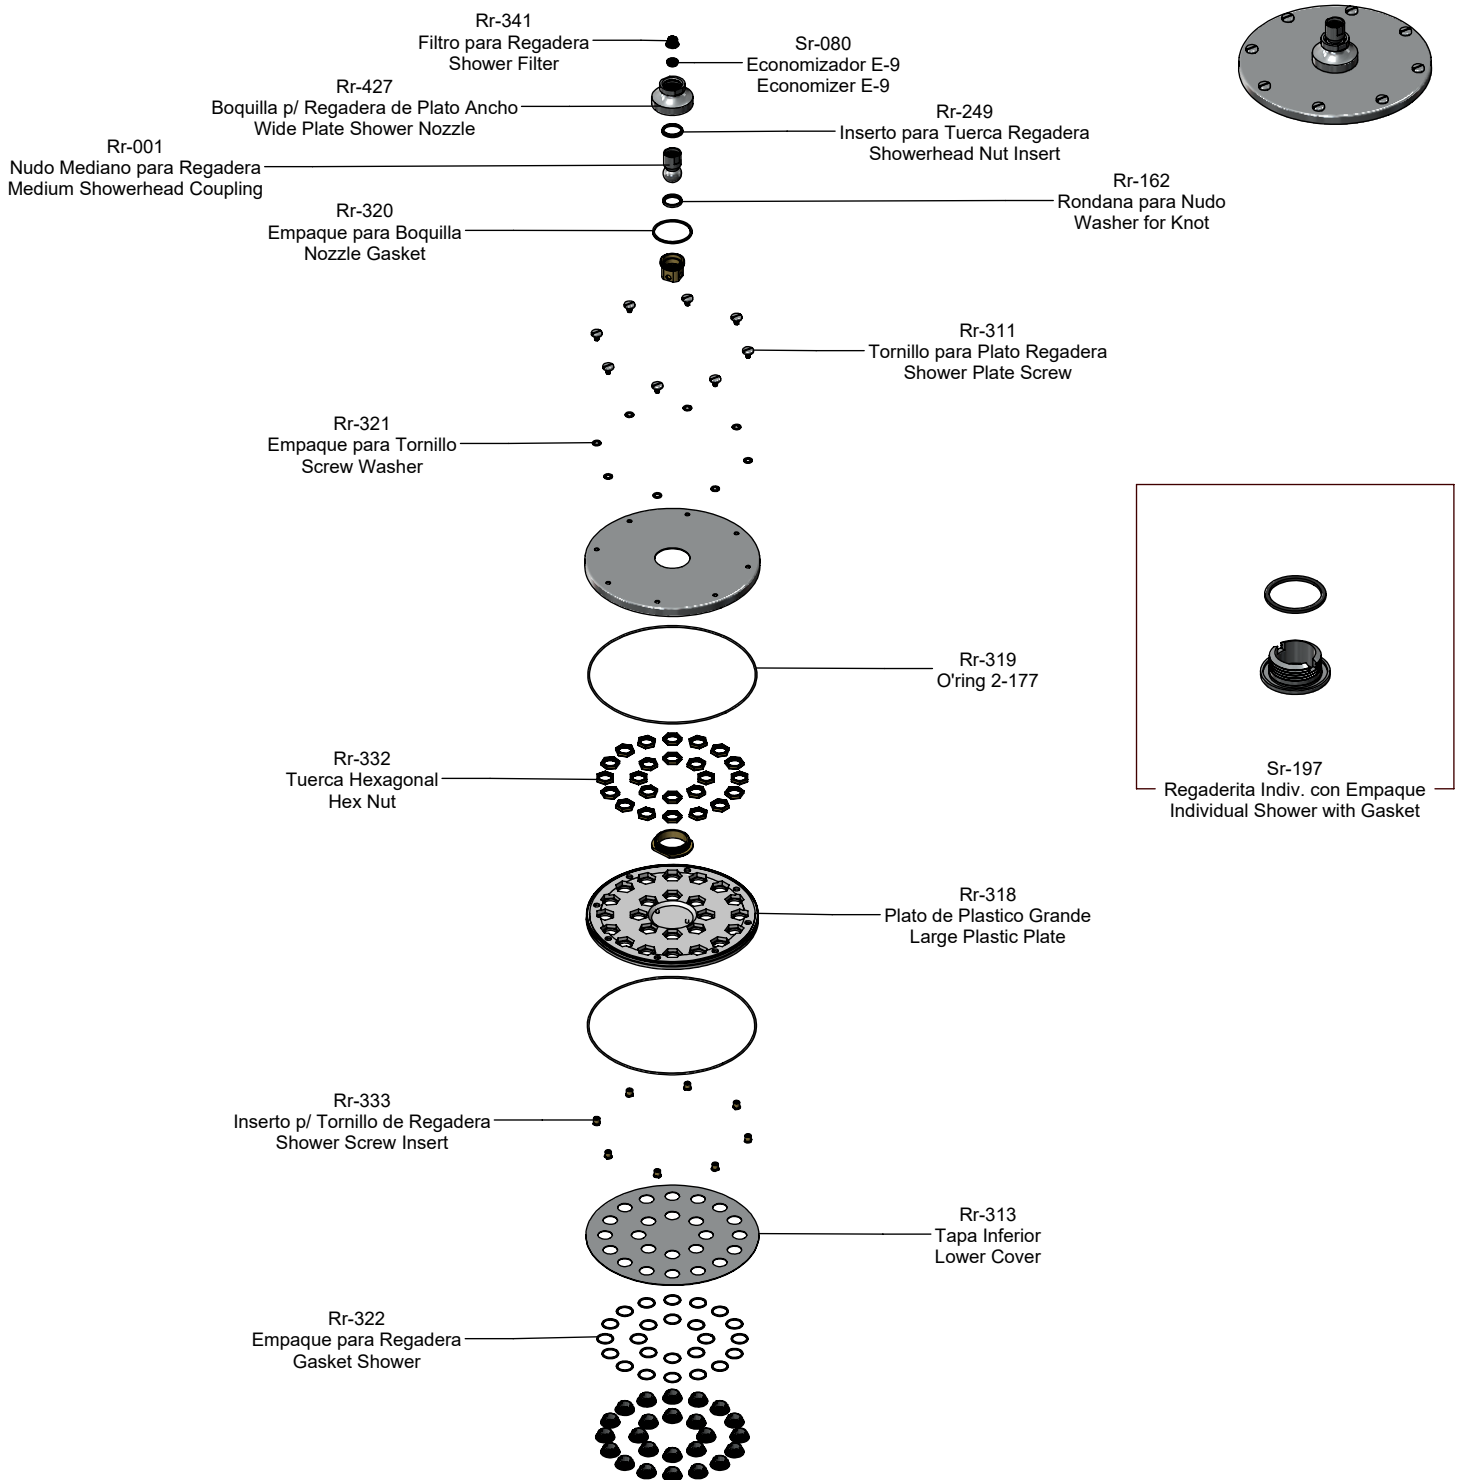 Rr-341
Filtro para Regadera
Shower Filter
Sr-080
Economizador E-9
Economizer E-9
Rr-427
Boquilla p/ Regadera de Plato Ancho
Wide Plate Shower Nozzle
Rr-249
Inserto para Tuerca Regadera
Showerhead Nut Insert
Rr-001
Nudo Mediano para Regadera
Medium Showerhead Coupling
Rr-162
Rondana para Nudo
Washer for Knot
Rr-320
Empaque para Boquilla
Nozzle Gasket
Rr-311
Tornillo para Plato Regadera
Shower Plate Screw
Rr-321
Empaque para Tornillo
Screw Washer
Rr-319
O'ring 2-177
Rr-332
Tuerca Hexagonal
Hex Nut
Sr-197
Regaderita Indiv. con Empaque
Individual Shower with Gasket
Rr-318
Plato de Plastico Grande
Large Plastic Plate
Rr-333
Inserto p/ Tornillo de Regadera
Shower Screw Insert
Rr-313
Tapa Inferior
Lower Cover
Rr-322
Empaque para Regadera
Gasket Shower